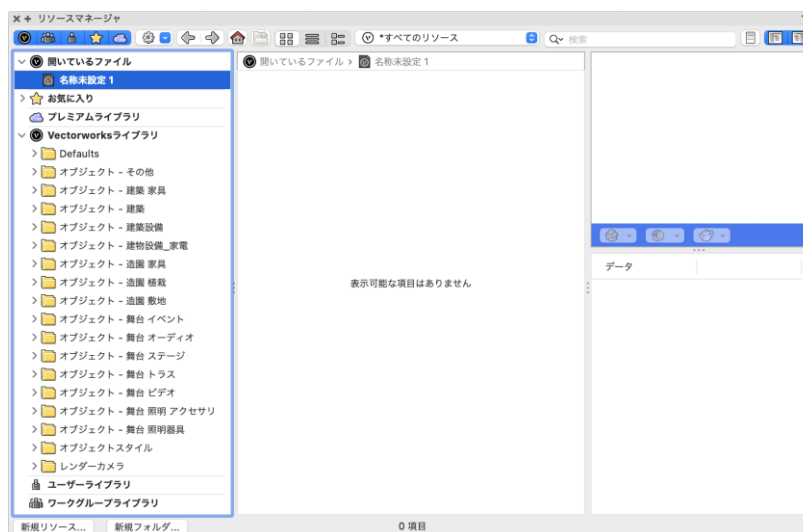 リソースマネージャ
*すべてのリソース
検索
開いているファイル
名称未設定 1
お気に入り
プレミアムライブラリ
Vectorworksライブラリ
Defaults
オブジェクト - その他
オブジェクト - 建築 家具
オブジェクト - 建築
オブジェクト - 建築設備
オブジェクト - 建物設備_家電
オブジェクト - 造園 家具
オブジェクト - 造園 植栽
オブジェクト - 造園 敷地
オブジェクト - 舞台 イベント
オブジェクト - 舞台 オーディオ
オブジェクト - 舞台 ステージ
オブジェクト - 舞台 トラス
オブジェクト - 舞台 ビデオ
オブジェクト - 舞台 照明 アクセサリ
オブジェクト - 舞台 照明器具
オブジェクトスタイル
レンダーカメラ
ユーザーライブラリ
ワークグループライブラリ
開いているファイル › 名称未設定 1
表示可能な項目はありません
データ
新規リソース... 新規フォルダ... 0 項目